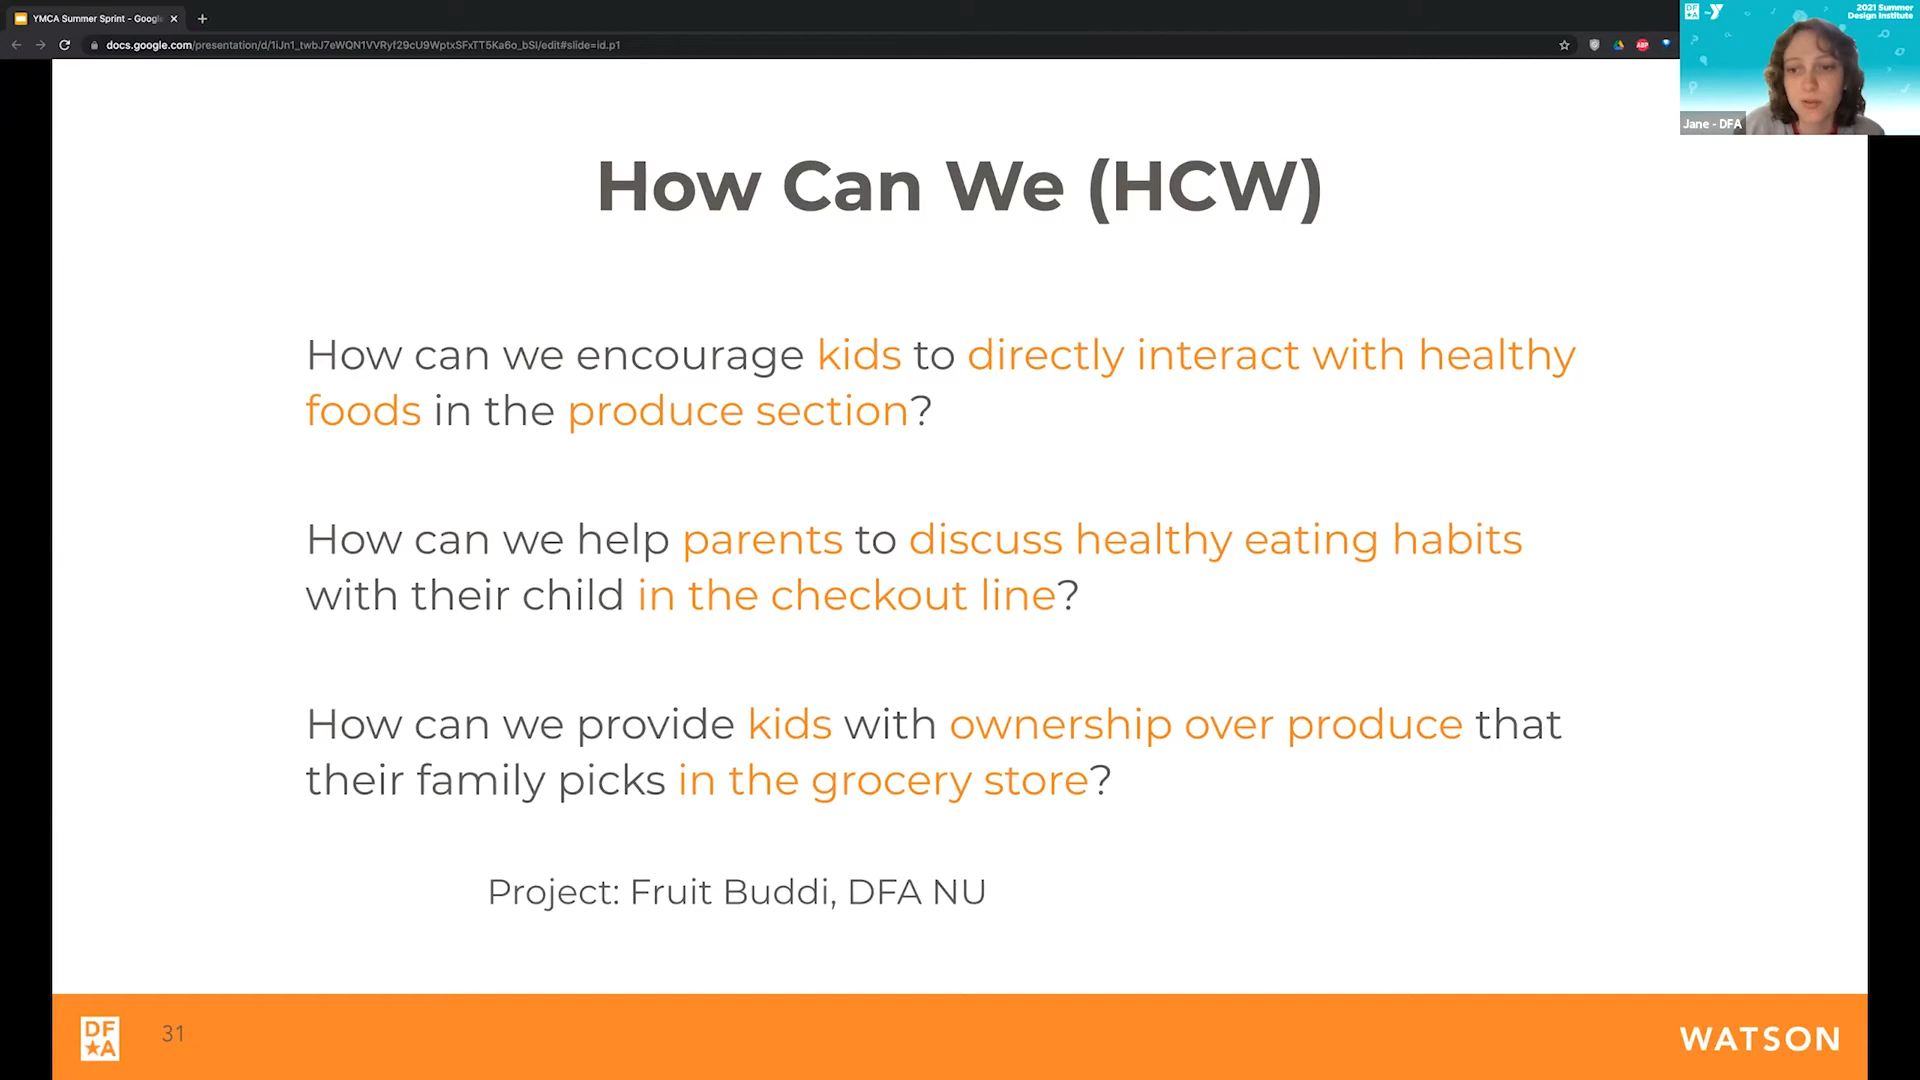 YMCA Summer Sprint - Googl
docs.google.com/presentation/d/1iJn1_twbJ7eWQN1VVRyf29cU9WptxSFxTT5Ka6o_bSI/edit#slide=id.p1
ABP
DF
A
2021 Summer
Design Institute
Jane - DFA
How Can We (HCW)
How can we encourage kids to directly interact with healthy
foods in the produce section?
How can we help parents to discuss healthy eating habits
with their child in the checkout line?
How can we provide kids with ownership over produce that
their family picks in the grocery store?
Project: Fruit Buddi, DFA NU
DF
★A
31
WATSON